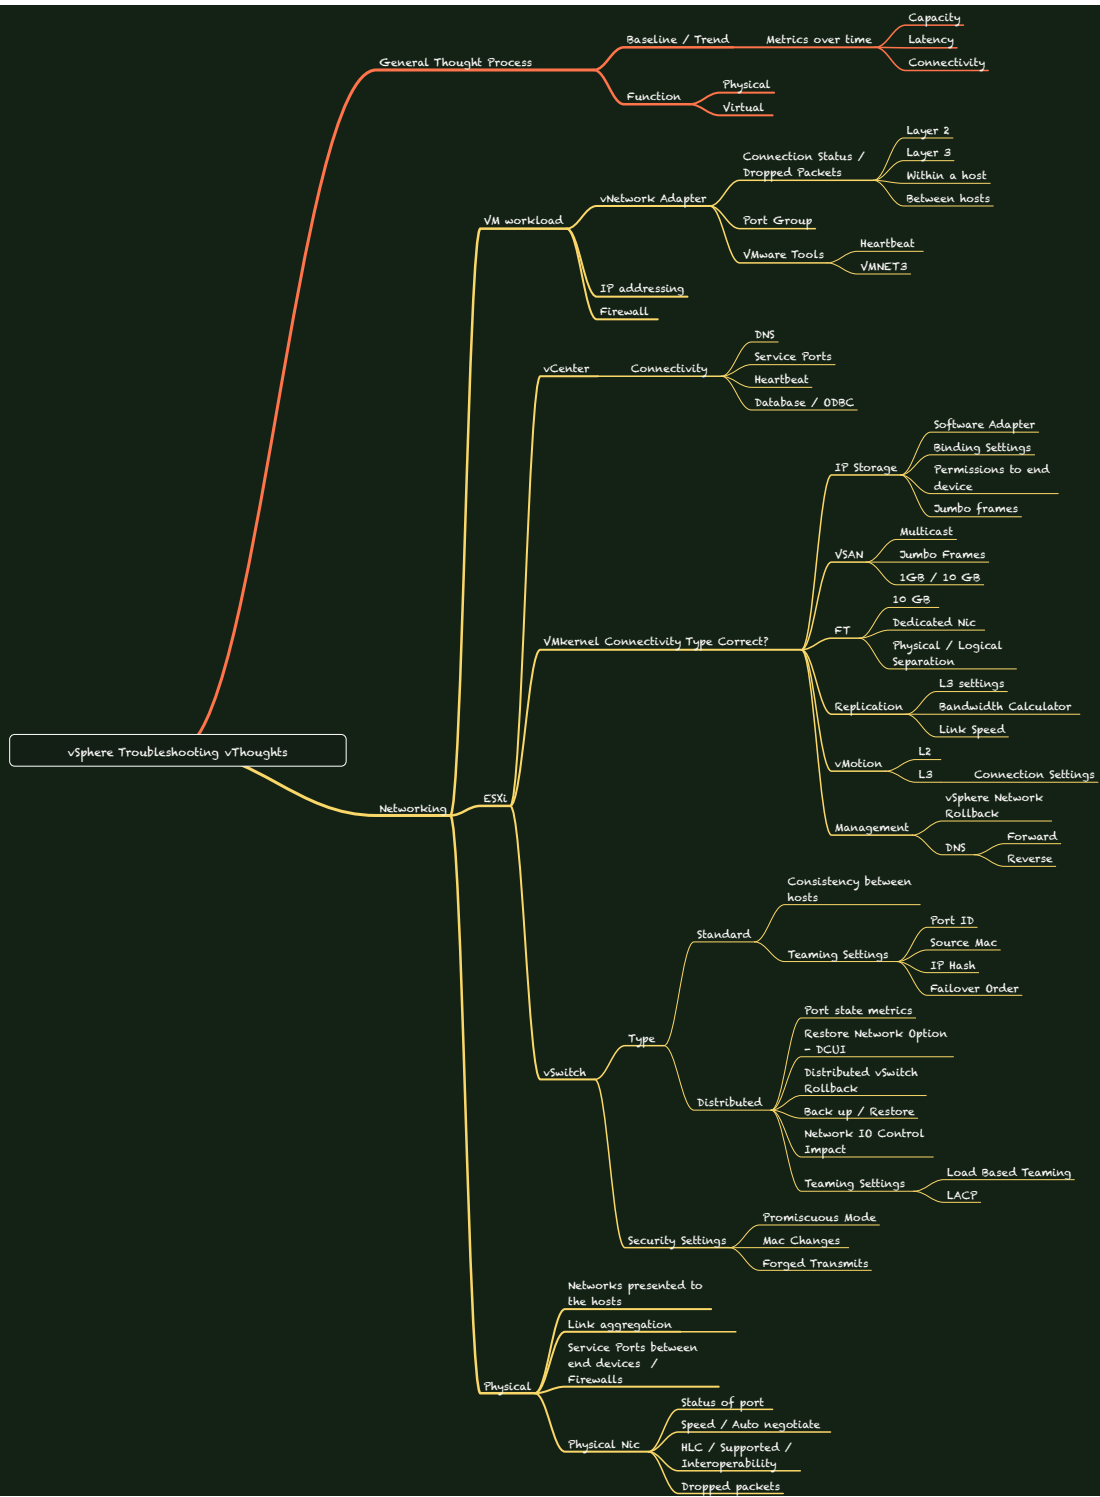 Capacity
Baseline / Trend
Metrics over time
Latency
General Thought Process
Connectivity
Physical
Function
Virtual
Layer 2
Connection Status /
Dropped Packets
Layer 3
Within a host
Between hosts
vNetwork Adapter
VM workload
Port Group
VMware Tools
Heartbeat
VMNET3
IP addressing
Firewall
DNS
Service Ports
vCenter
Connectivity
Heartbeat
Database / ODBC
Software Adapter
Binding Settings
IP Storage
Permissions to end
device
Jumbo frames
Multicast
VSAN
Jumbo Frames
1GB / 10 GB
10 GB
FT
Dedicated Nic
VMkernel Connectivity Type Correct?
Physical / Logical
Separation
L3 settings
Replication
Bandwidth Calculator
Link Speed
vSphere Troubleshooting vThoughts
L2
vMotion
L3
Connection Settings
ESXi
Networking
vSphere Network
Rollback
Management
DNS
Forward
Reverse
Consistency between
hosts
Standard
Port ID
Source Mac
Teaming Settings
IP Hash
Failover Order
Port state metrics
Type
Restore Network Option
- DCUI
vSwitch
Distributed vSwitch
Rollback
Distributed
Back up / Restore
Network IO Control
Impact
Teaming Settings
Load Based Teaming
LACP
Promiscuous Mode
Security Settings
Mac Changes
Forged Transmits
Networks presented to
the hosts
Link aggregation
Service Ports between
end devices /
Firewalls
Physical
Status of port
Speed / Auto negotiate
Physical Nic
HLC / Supported /
Interoperability
Dropped packets